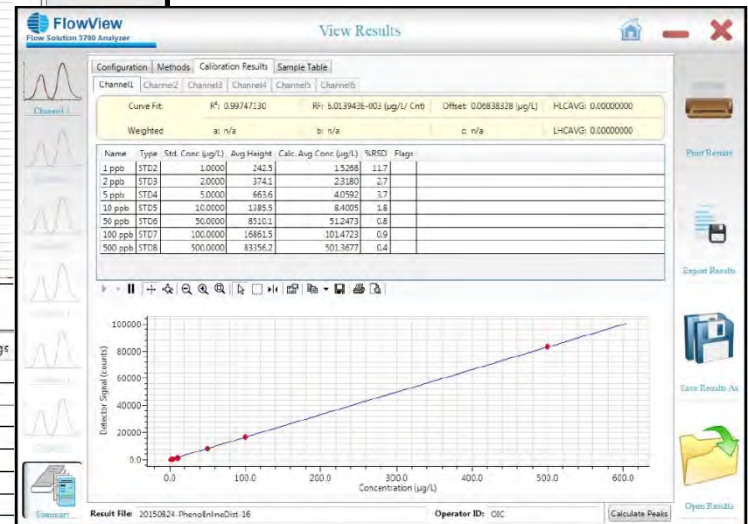 FlowView
Flow Solution 3700 Analyzer
View Results
Configuration Methods Calibration Results Sample Table
Channel1 Channel2 Channel3 Channel4 Channel5 Channel6
Curve Fit: R²: 0.99747130 RF: 6.013943E-003 (µg/L/ Cnt) Offset: 0.06838328 (µg/L) HLCAVG: 0.00000000
Weighted a: n/a b: n/a c: n/a LHCAVG: 0.00000000
Name Type Std. Conc (µg/L) Avg Height Calc. Avg Conc (µg/L) %RSD Flags
1 ppb STD2 1.0000 242.5 1.5268 11.7
2 ppb STD3 2.0000 374.1 2.3180 2.7
5 ppb STD4 5.0000 663.6 4.0592 3.7
10 ppb STD5 10.0000 1385.5 8.4005 1.8
50 ppb STD6 50.0000 8510.1 51.2473 0.8
100 ppb STD7 100.0000 16861.5 101.4723 0.9
500 ppb STD8 500.0000 83356.2 501.3677 0.4
Channel 1
Print Results
Export Results
Save Results As
Open Results
gs
100000
80000
60000
40000
20000
0.0
Detector Signal (counts)
0.0 100.0 200.0 300.0 400.0 500.0 600.0
Concentration (µg/L)
Summary
Result File: 20150824-PhenoInlineDist-16 Operator ID: OIC Calculate Peaks